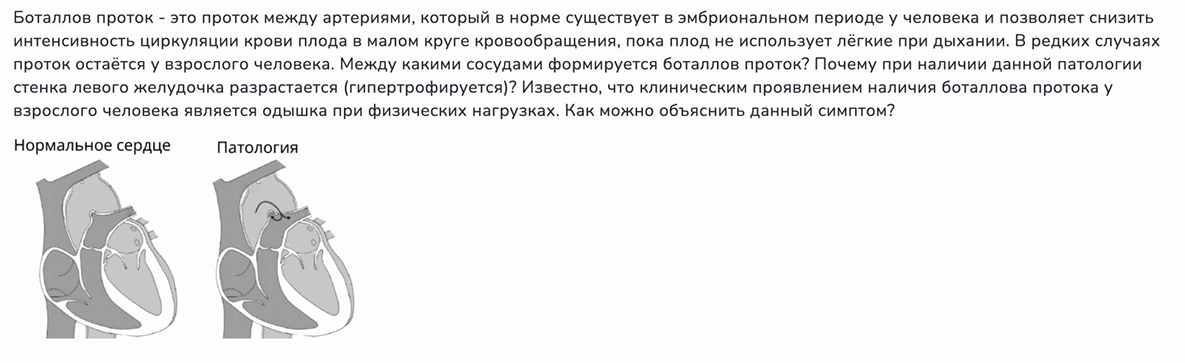 Боталлов проток - это проток между артериями, который в норме существует в эмбриональном периоде у человека и позволяет снизить
интенсивность циркуляции крови плода в малом круге кровообращения, пока плод не использует лёгкие при дыхании. В редких случаях
проток остаётся у взрослого человека. Между какими сосудами формируется боталлов проток? Почему при наличии данной патологии
стенка левого желудочка разрастается (гипертрофируется)? Известно, что клиническим проявлением наличия боталлова протока у
взрослого человека является одышка при физических нагрузках. Как можно объяснить данный симптом?
Нормальное сердце
Патология